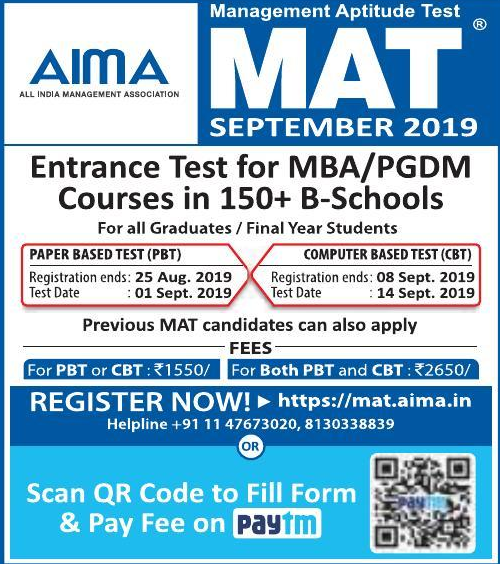 Management Aptitude Test
AIMA
ALL INDIA MANAGEMENT ASSOCIATION
MAT®
SEPTEMBER 2019
Entrance Test for MBA/PGDM
Courses in 150+ B-Schools
For all Graduates / Final Year Students
PAPER BASED TEST (PBT)
Registration ends: 25 Aug. 2019
Test Date : 01 Sept. 2019
COMPUTER BASED TEST (CBT)
Registration ends: 08 Sept. 2019
Test Date : 14 Sept. 2019
Previous MAT candidates can also apply
FEES
For PBT or CBT : ₹1550/
For Both PBT and CBT : ₹2650/
REGISTER NOW! ► https://mat.aima.in
Helpline +91 11 47673020, 8130338839
OR
Scan QR Code to Fill Form
& Pay Fee on paytm
paytm